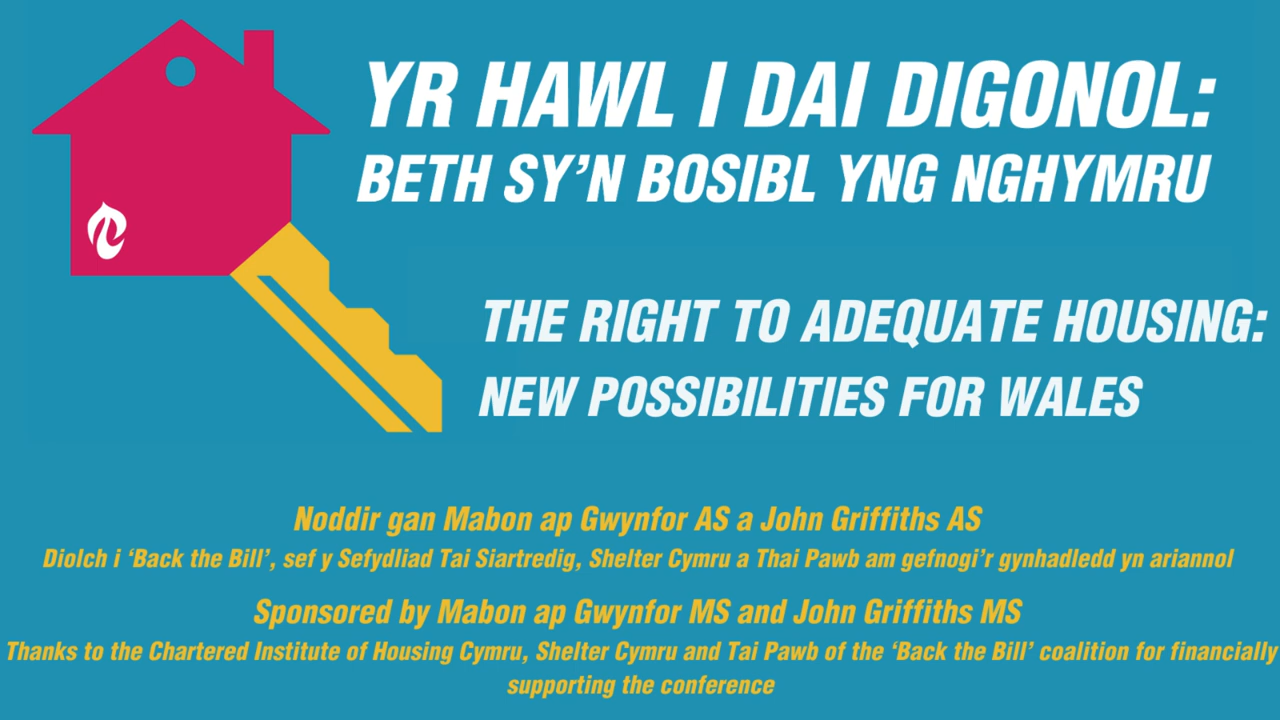 YR HAWL I DAI DIGONOL:
BETH SY’N BOSIBL YNG NGHYMRU
THE RIGHT TO ADEQUATE HOUSING:
NEW POSSIBILITIES FOR WALES
Noddir gan Mabon ap Gwynfor AS a John Griffiths AS
Diolch i ‘Back the Bill’, sef y Sefydliad Tai Siartredig, Shelter Cymru a Thai Pawb am gefnogi’r gynhadledd yn ariannol
Sponsored by Mabon ap Gwynfor MS and John Griffiths MS
Thanks to the Chartered Institute of Housing Cymru, Shelter Cymru and Tai Pawb of the ‘Back the Bill’ coalition for financially
supporting the conference